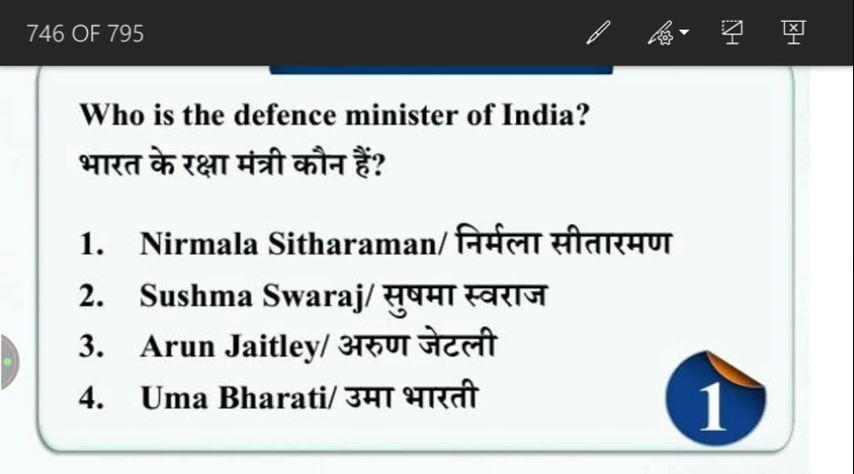 746 OF 795
Who is the defence minister of India?
भारत के रक्षा मंत्री कौन हैं?
1. Nirmala Sitharaman/ निर्मला सीतारमण
2. Sushma Swaraj/ सुषमा स्वराज
3. Arun Jaitley/ अरुण जेटली
4. Uma Bharati/ उमा भारती
1